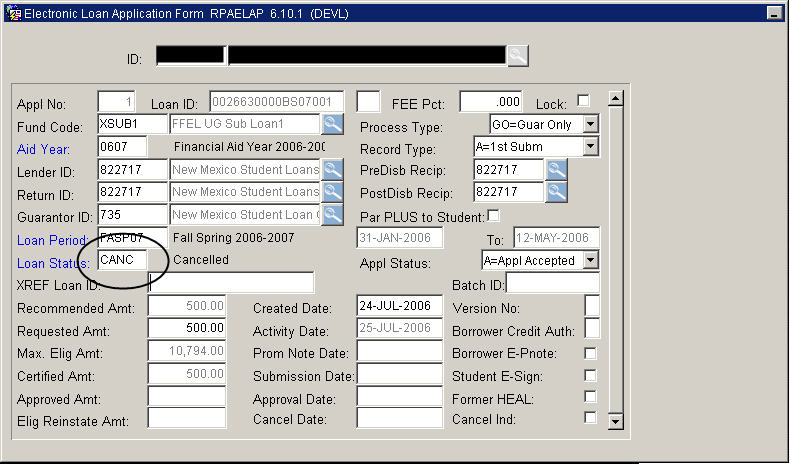 Electronic Loan Application Form RPAELAP 6.10.1 (DEVL)
ID:
Appl No: 1 Loan ID: 0026630000BS07001 FEE Pct: .000 Lock:
Fund Code: XSUB1 FFEL UG Sub Loan1 Process Type: GO=Guar Only
Aid Year: 0607 Financial Aid Year 2006-200 Record Type: A=1st Subm
Lender ID: 822717 New Mexico Student Loans PreDisb Recip: 822717
Return ID: 822717 New Mexico Student Loans PostDisb Recip: 822717
Guarantor ID: 735 New Mexico Student Loan G Par PLUS to Student:
Loan Period: FASP07 Fall Spring 2006-2007 31-JAN-2006 To: 12-MAY-2006
Loan Status: CANC Cancelled Appl Status: A=Appl Accepted
XREF Loan ID: Batch ID:
Recommended Amt: 500.00 Created Date: 24-JUL-2006 Version No:
Requested Amt: 500.00 Activity Date: 25-JUL-2006 Borrower Credit Auth:
Max. Elig Amt: 10,794.00 Prom Note Date: Borrower E-Pnote:
Certified Amt: 500.00 Submission Date: Student E-Sign:
Approved Amt: Approval Date: Former HEAL:
Elig Reinstate Amt: Cancel Date: Cancel Ind: